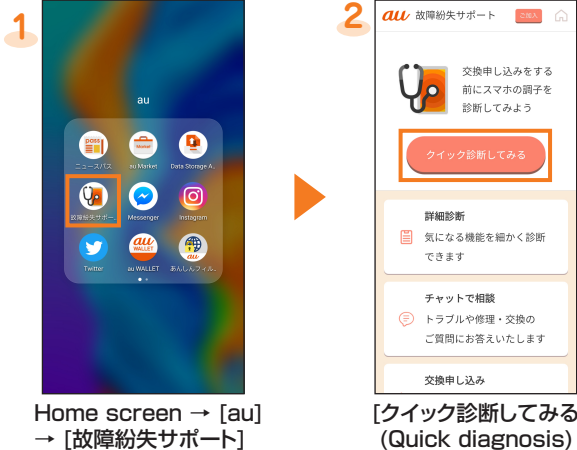 1
au
ニュースパス
au Market
Data Storage A..
故障紛失サポー..
Messenger
Instagram
Twitter
au WALLET
あんしんフィル..
Home screen → [au]
→ [故障紛失サポート]
2
au 故障紛失サポート
ご加入
交換申し込みをする
前にスマホの調子を
診断してみよう
クイック診断してみる
詳細診断
気になる機能を細かく診断
できます
チャットで相談
トラブルや修理・交換の
ご質問にお答えいたします
交換申し込み
[クイック診断してみる
(Quick diagnosis)